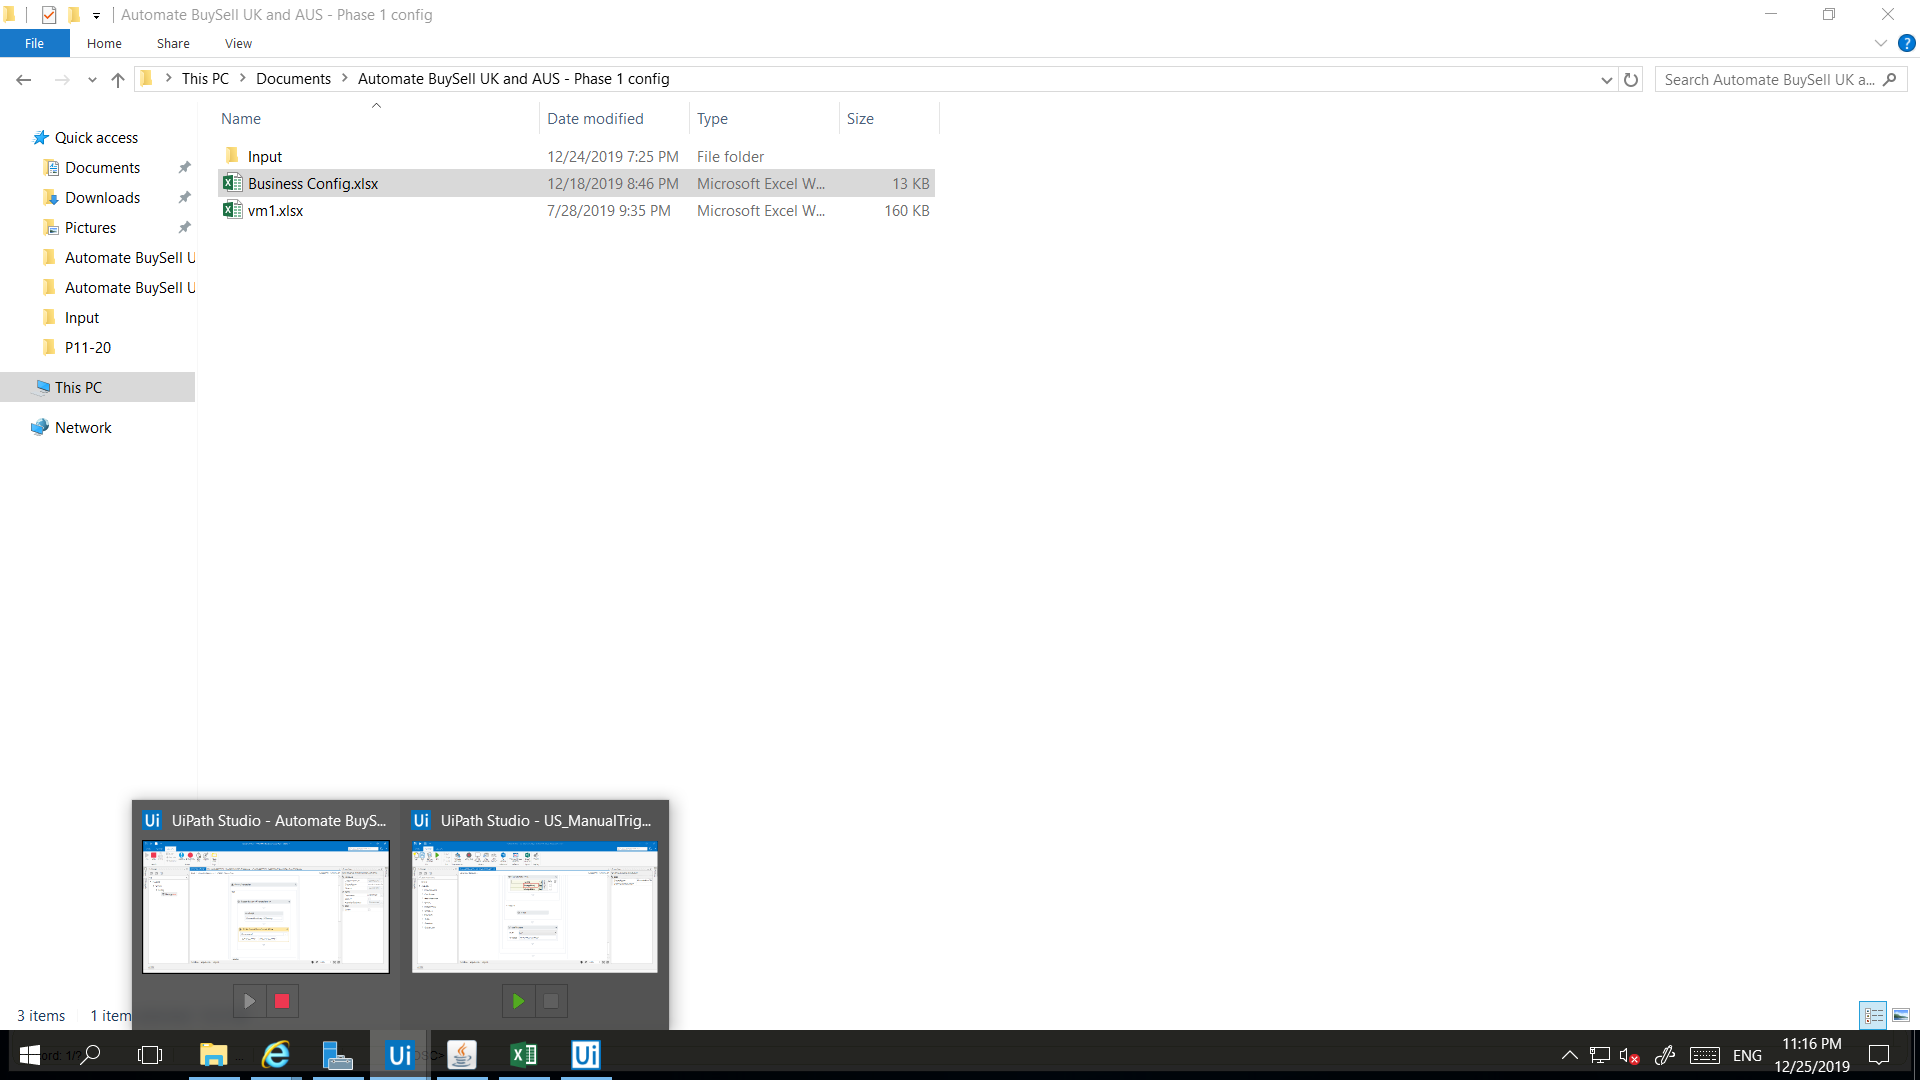 Automate BuySell UK and AUS - Phase 1 config
File Home Share View
This PC Documents Automate BuySell UK and AUS - Phase 1 config
Search Automate BuySell UK a...
Name Date modified Type Size
Quick access
Documents
Downloads
Pictures
Automate BuySell U
Automate BuySell U
Input
P11-20
This PC
Network
Input 12/24/2019 7:25 PM File folder
Business Config.xlsx 12/18/2019 8:46 PM Microsoft Excel W... 13 KB
vm1.xlsx 7/28/2019 9:35 PM Microsoft Excel W... 160 KB
Ui UiPath Studio - Automate BuyS...
Ui UiPath Studio - US_ManualTrig...
3 items 1 item
Ui
Ui
ENG
11:16 PM
12/25/2019